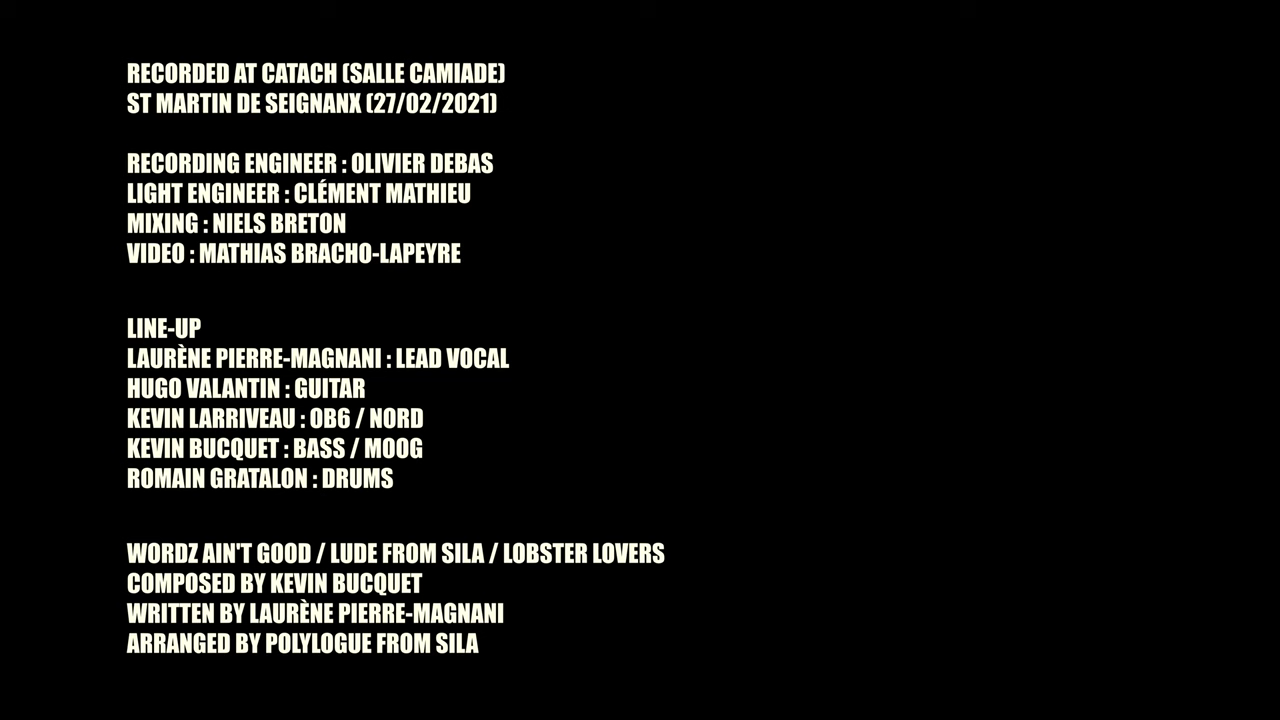 RECORDED AT CATACH (SALLE CAMIADE)
ST MARTIN DE SEIGNANX (27/02/2021)
RECORDING ENGINEER : OLIVIER DEBAS
LIGHT ENGINEER : CLÉMENT MATHIEU
MIXING : NIELS BRETON
VIDEO : MATHIAS BRACHO-LAPEYRE
LINE-UP
LAURÈNE PIERRE-MAGNANI : LEAD VOCAL
HUGO VALANTIN : GUITAR
KEVIN LARRIVEAU : OB6 / NORD
KEVIN BUCQUET : BASS / MOOG
ROMAIN GRATALON : DRUMS
WORDZ AIN'T GOOD / LUDE FROM SILA / LOBSTER LOVERS
COMPOSED BY KEVIN BUCQUET
WRITTEN BY LAURÈNE PIERRE-MAGNANI
ARRANGED BY POLYLOGUE FROM SILA